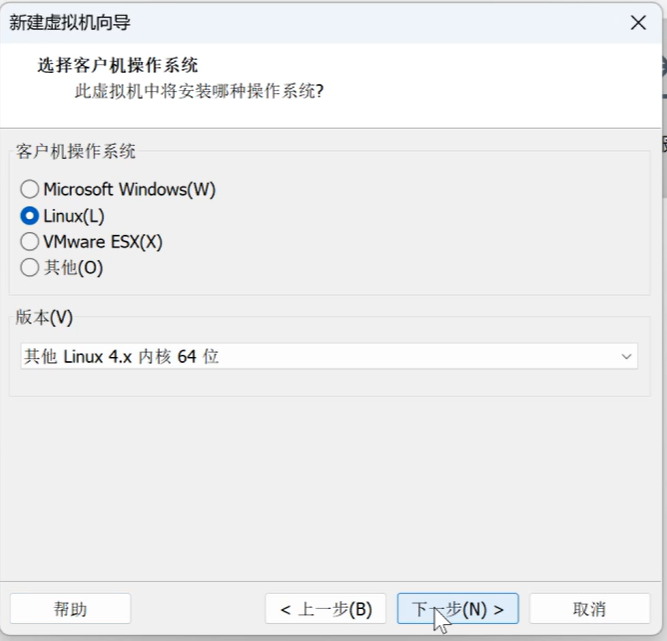 新建虚拟机向导
选择客户机操作系统
此虚拟机中将安装哪种操作系统?
客户机操作系统
Microsoft Windows(W)
Linux(L)
VMware ESX(X)
其他(O)
版本(V)
其他 Linux 4.x 内核 64 位
帮助
< 上一步(B)
下一步(N) >
取消